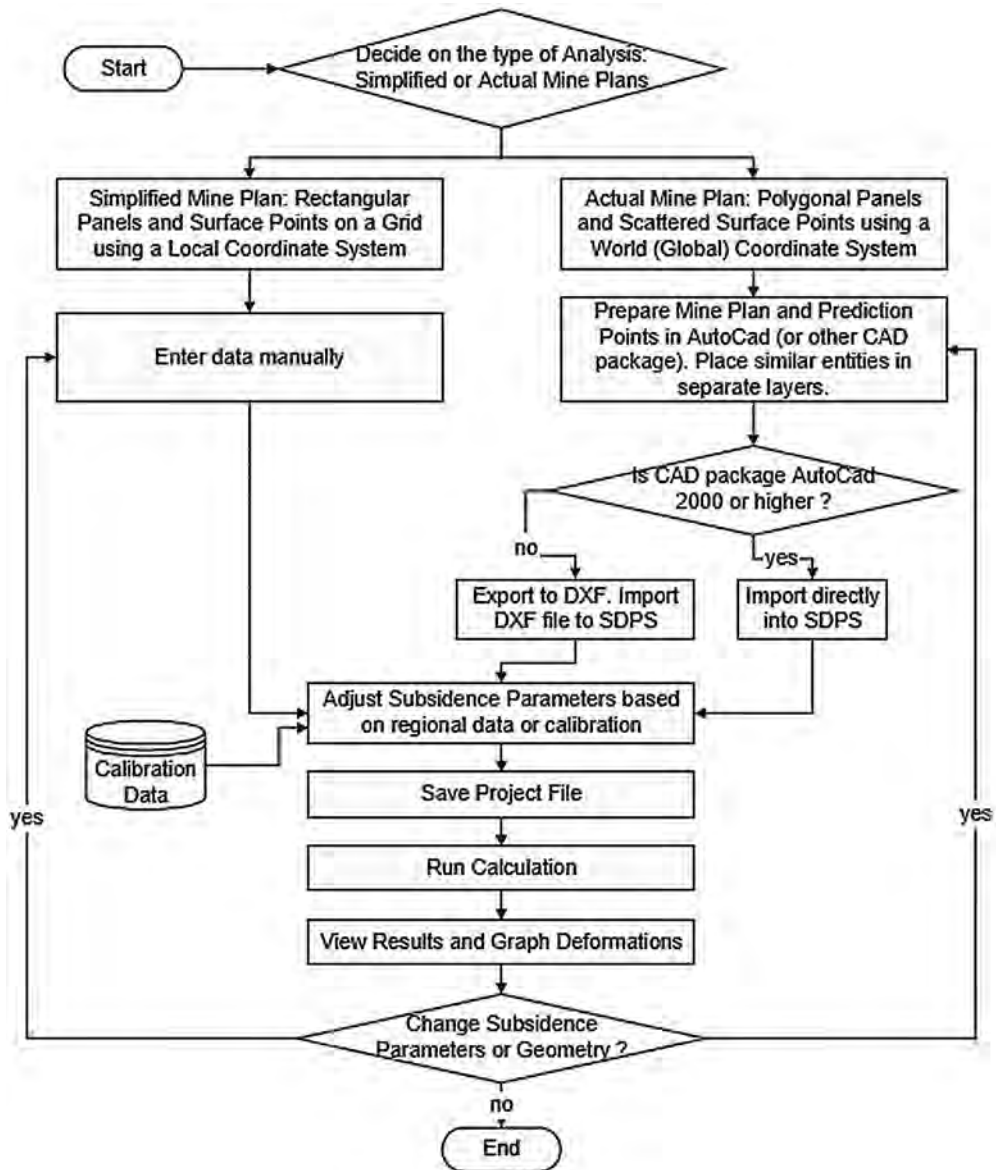 Start
Decide on the type of Analysis:
Simplified or Actual Mine Plans
Simplified Mine Plan: Rectangular
Panels and Surface Points on a Grid
using a Local Coordinate System
Actual Mine Plan: Polygonal Panels
and Scattered Surface Points using a
World (Global) Coordinate System
Enter data manually
Prepare Mine Plan and Prediction
Points in AutoCad (or other CAD
package). Place similar entities in
separate layers.
Is CAD package AutoCad
2000 or higher ?
no
yes
Export to DXF. Import
DXF file to SDPS
Import directly
into SDPS
Adjust Subsidence Parameters based
on regional data or calibration
Calibration
Data
Save Project File
yes
yes
Run Calculation
View Results and Graph Deformations
Change Subsidence
Parameters or Geometry ?
no
End